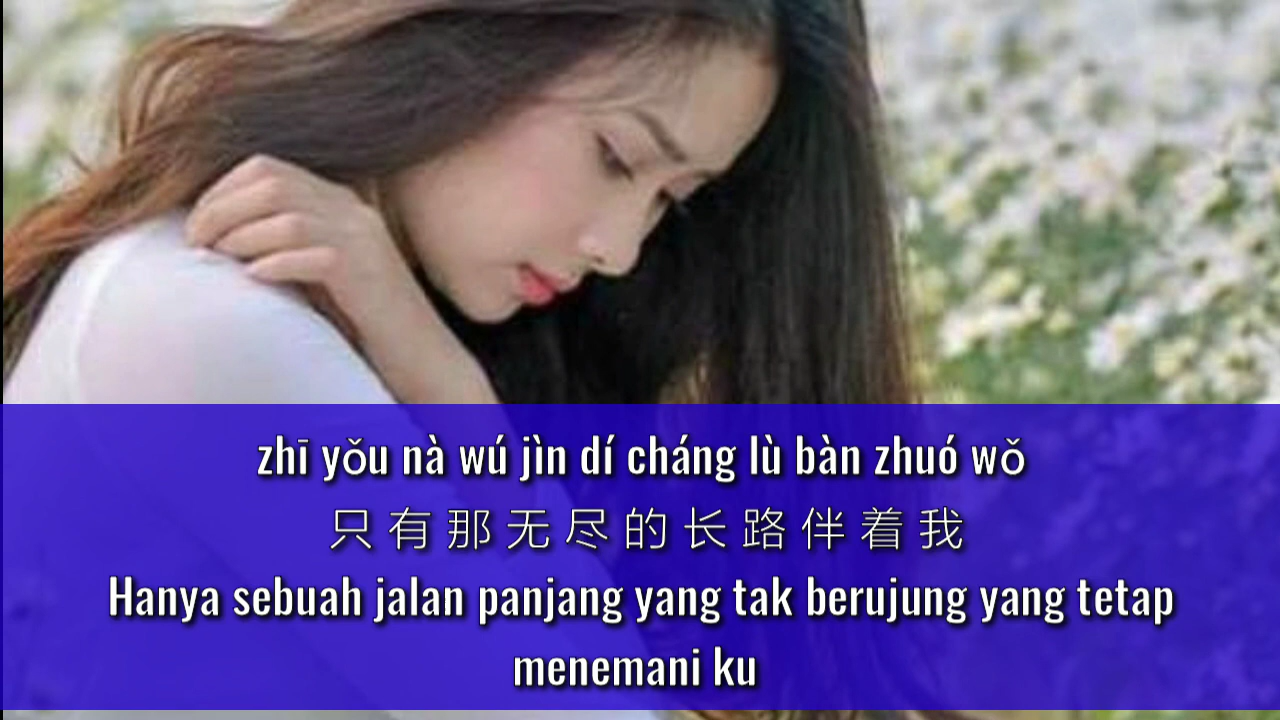 zhī yǒu nà wú jìn dí cháng lù bàn zhuó wǒ
只有那无尽的长路伴着我
Hanya sebuah jalan panjang yang tak berujung yang tetap
menemani ku